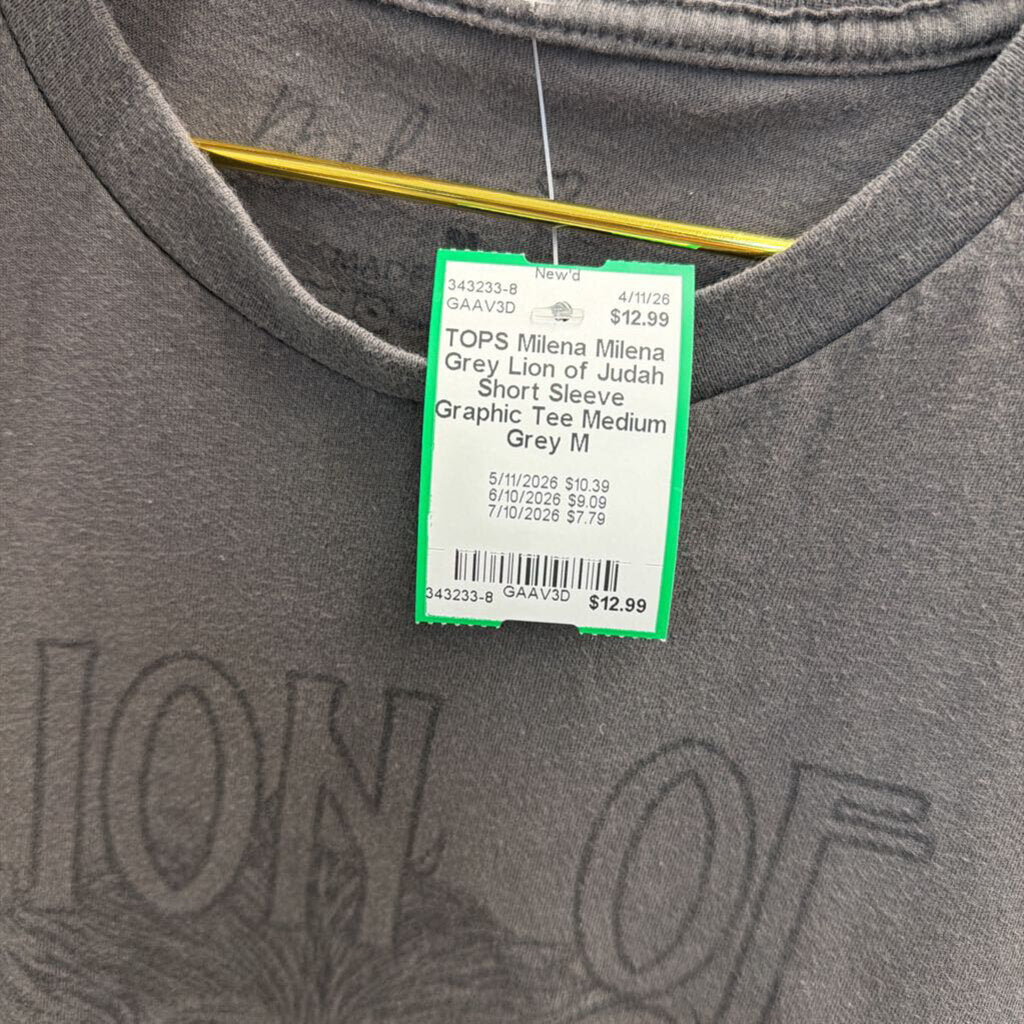 New'd
343233-8 4/11/26
GAAV3D $12.99
TOPS Milena Milena
Grey Lion of Judah
Short Sleeve
Graphic Tee Medium
Grey M
5/11/2026 $10.39
6/10/2026 $9.09
7/10/2026 $7.79
343233-8 GAAV3D $12.99
ION OF